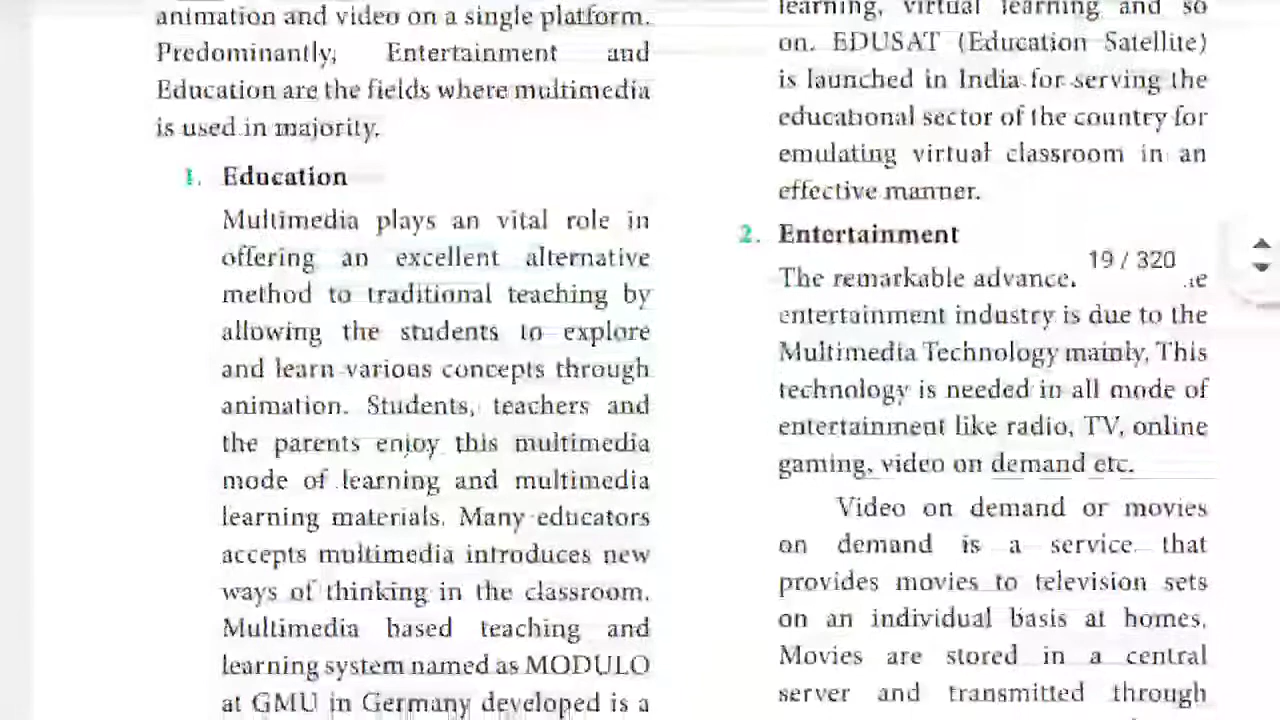 animation and video on a single platform.
Predominantly, Entertainment and
Education are the fields where multimedia
is used in majority.
1. Education
Multimedia plays an vital role in
offering an excellent alternative
method to traditional teaching by
allowing the students to explore
and learn various concepts through
animation. Students, teachers and
the parents enjoy this multimedia
mode of learning and multimedia
learning materials. Many educators
accepts multimedia introduces new
ways of thinking in the classroom.
Multimedia based teaching and
learning system named as MODULO
at GMU in Germany developed is a
learning, virtual learning and so
on. EDUSAT (Education Satellite)
is launched in India for serving the
educational sector of the country for
emulating virtual classroom in an
effective manner.
2. Entertainment
19 / 320
The remarkable advance
entertainment industry is due to the
Multimedia Technology mainly. This
technology is needed in all mode of
entertainment like radio, TV, online
gaming, video on demand etc.
Video on demand or movies
on demand is a service that
provides movies to television sets
on an individual basis at homes.
Movies are stored in a central
server and transmitted through